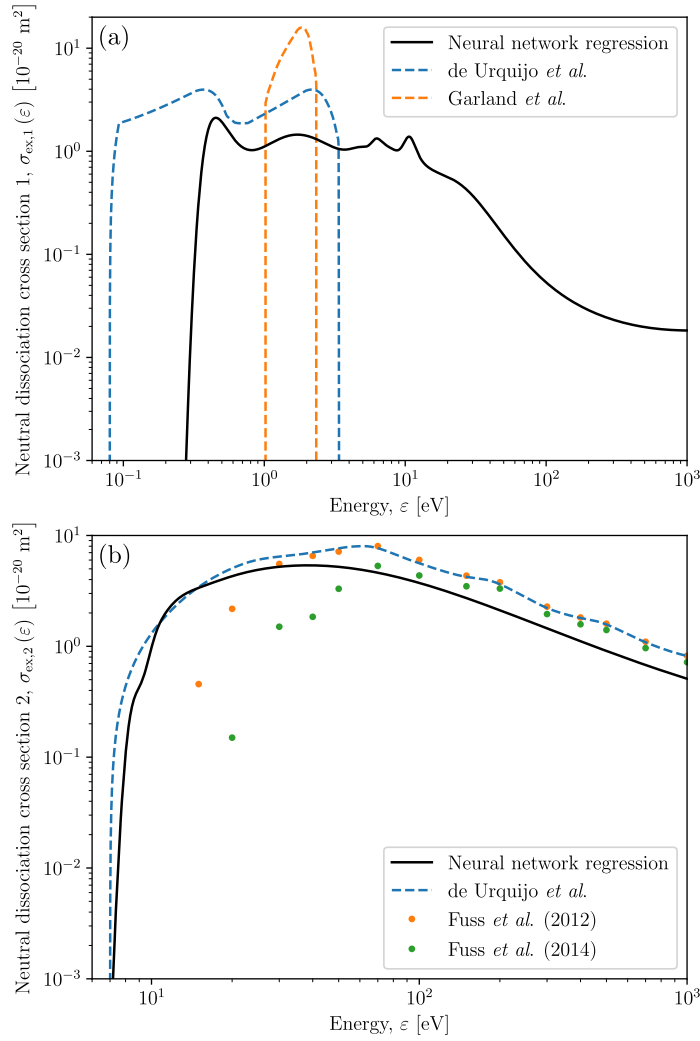 (a)
Neural network regression
de Urquijo et al.
Garland et al.
Neutral dissociation cross section 1, σex,1(ε) [10−20 m2]
10^1
10^0
10^−1
10^−2
10^−3
10^−1
10^0
10^1
10^2
10^3
Energy, ε [eV]
(b)
Neutral dissociation cross section 2, σex,2(ε) [10−20 m2]
10^1
10^0
10^−1
10^−2
10^−3
Neural network regression
de Urquijo et al.
Fuss et al. (2012)
Fuss et al. (2014)
10^1
10^2
10^3
Energy, ε [eV]